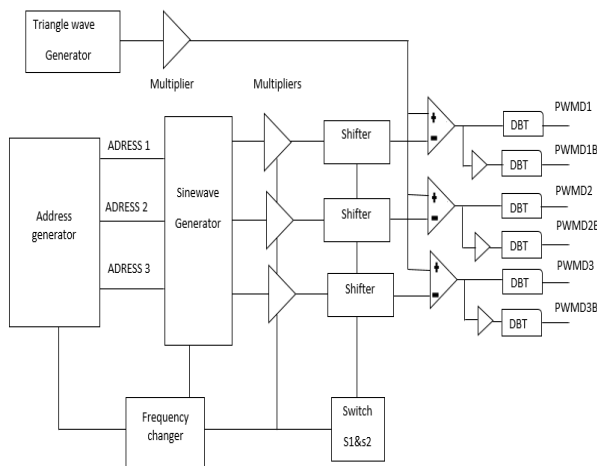 Triangle wave
Generator
Multiplier
Multipliers
PWMD1
DBT
PWMD1B
DBT
PWMD2
DBT
PWMD2B
DBT
PWMD3
DBT
PWMD3B
DBT
+
-
+
-
+
-
Shifter
Shifter
Shifter
ADRESS 1
ADRESS 2
ADRESS 3
Address
generator
Sinewave
Generator
Frequency
changer
Switch
S1&s2